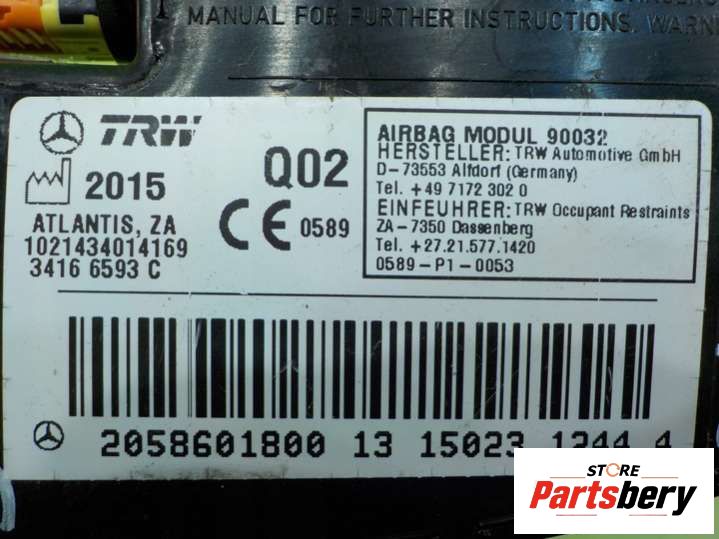 MANUAL FOR FURTHER INSTRUCTIONS. WARN
TRW
2015
Q02
ATLANTIS, ZA
1021434014169
3416 6593 C
CE 0589
AIRBAG MODUL 90032
HERSTELLER: TRW Automotive GmbH
D-73553 Alfdorf (Germany)
Tel. +49 7172 302 0
EINFEUHRER: TRW Occupant Restraints
ZA-7350 Dassenberg
Tel. +27.21.577.1420
0589-P1-0053
2058601800 13 15023 1244 4
STORE
Partsbery